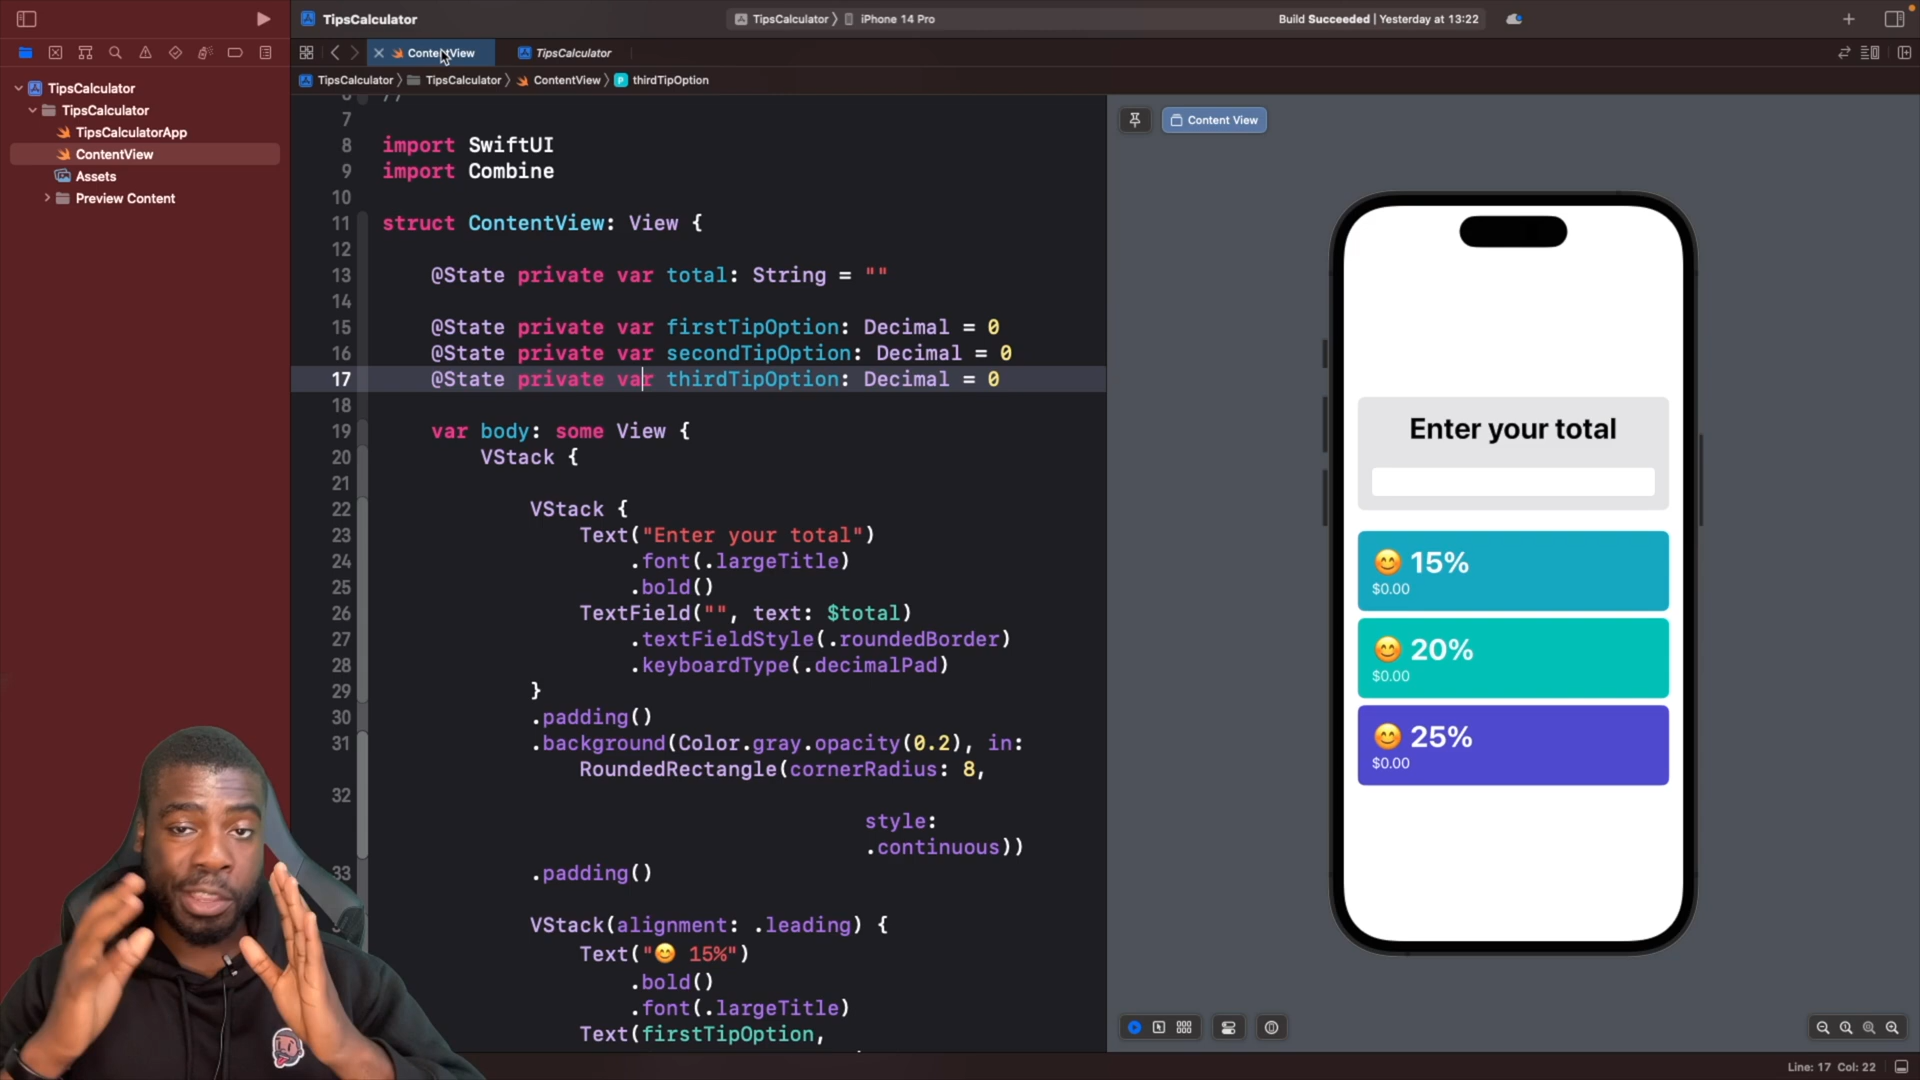 TipsCalculator
TipsCalculator 〉 iPhone 14 Pro
Build Succeeded | Yesterday at 13:22
ContentView
TipsCalculator
TipsCalculator 〉 TipsCalculator 〉 ContentView 〉 P thirdTipOption
TipsCalculator
TipsCalculator
TipsCalculatorApp
ContentView
Assets
Preview Content
7
8 import SwiftUI
9 import Combine
10
11 struct ContentView: View {
12
13 @State private var total: String = ""
14
15 @State private var firstTipOption: Decimal = 0
16 @State private var secondTipOption: Decimal = 0
17 @State private var thirdTipOption: Decimal = 0
18
19 var body: some View {
20 VStack {
21
22 VStack {
23 Text("Enter your total")
24 .font(.largeTitle)
25 .bold()
26 TextField("", text: $total)
27 .textFieldStyle(.roundedBorder)
28 .keyboardType(.decimalPad)
29 }
30 .padding()
31 .background(Color.gray.opacity(0.2), in:
RoundedRectangle(cornerRadius: 8,
32
style:
.continuous))
33 .padding()
VStack(alignment: .leading) {
Text("😊 15%")
.bold()
.font(.largeTitle)
Text(firstTipOption,
Content View
Enter your total
😊 15%
$0.00
😊 20%
$0.00
😊 25%
$0.00
Line: 17 Col: 22